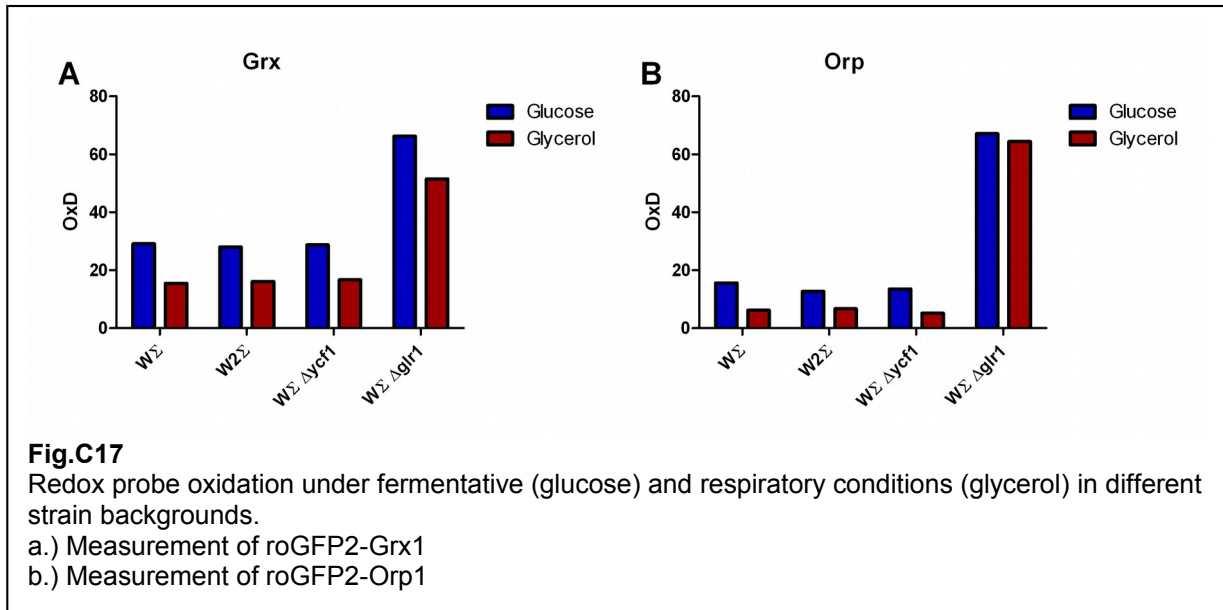 A
Grx
80
60
40
20
0
OxD
Glucose
Glycerol
WΣ
W2Σ
WΣ Δycf1
WΣ Δglr1
B
Orp
80
60
40
20
0
OxD
Glucose
Glycerol
WΣ
W2Σ
WΣ Δycf1
WΣ Δglr1
Fig.C17
Redox probe oxidation under fermentative (glucose) and respiratory conditions (glycerol) in different
strain backgrounds.
a.) Measurement of roGFP2-Grx1
b.) Measurement of roGFP2-Orp1